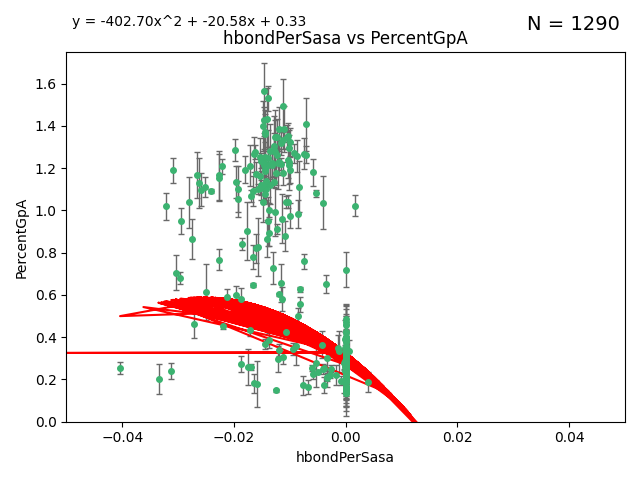 y = -402.70x^2 + -20.58x + 0.33
N = 1290
hbondPerSasa vs PercentGpA
PercentGpA
1.6
1.4
1.2
1.0
0.8
0.6
0.4
0.2
0.0
−0.04
−0.02
0.00
0.02
0.04
hbondPerSasa